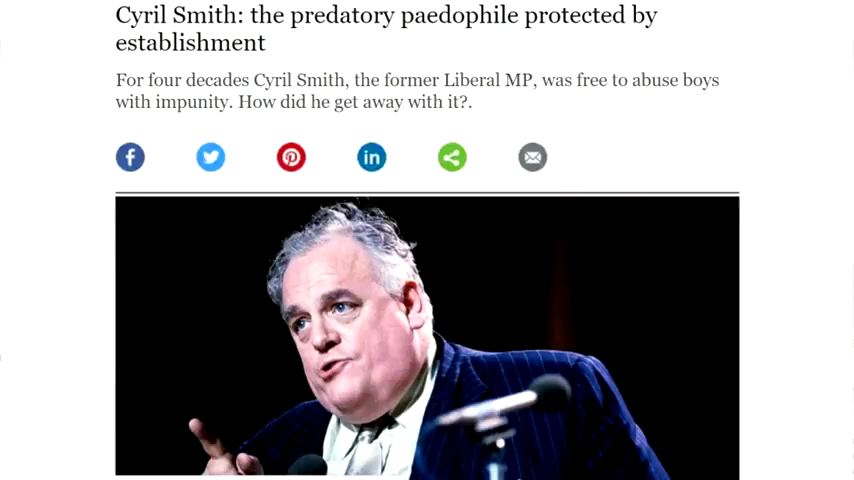 Cyril Smith: the predatory paedophile protected by
establishment
For four decades Cyril Smith, the former Liberal MP, was free to abuse boys
with impunity. How did he get away with it?.